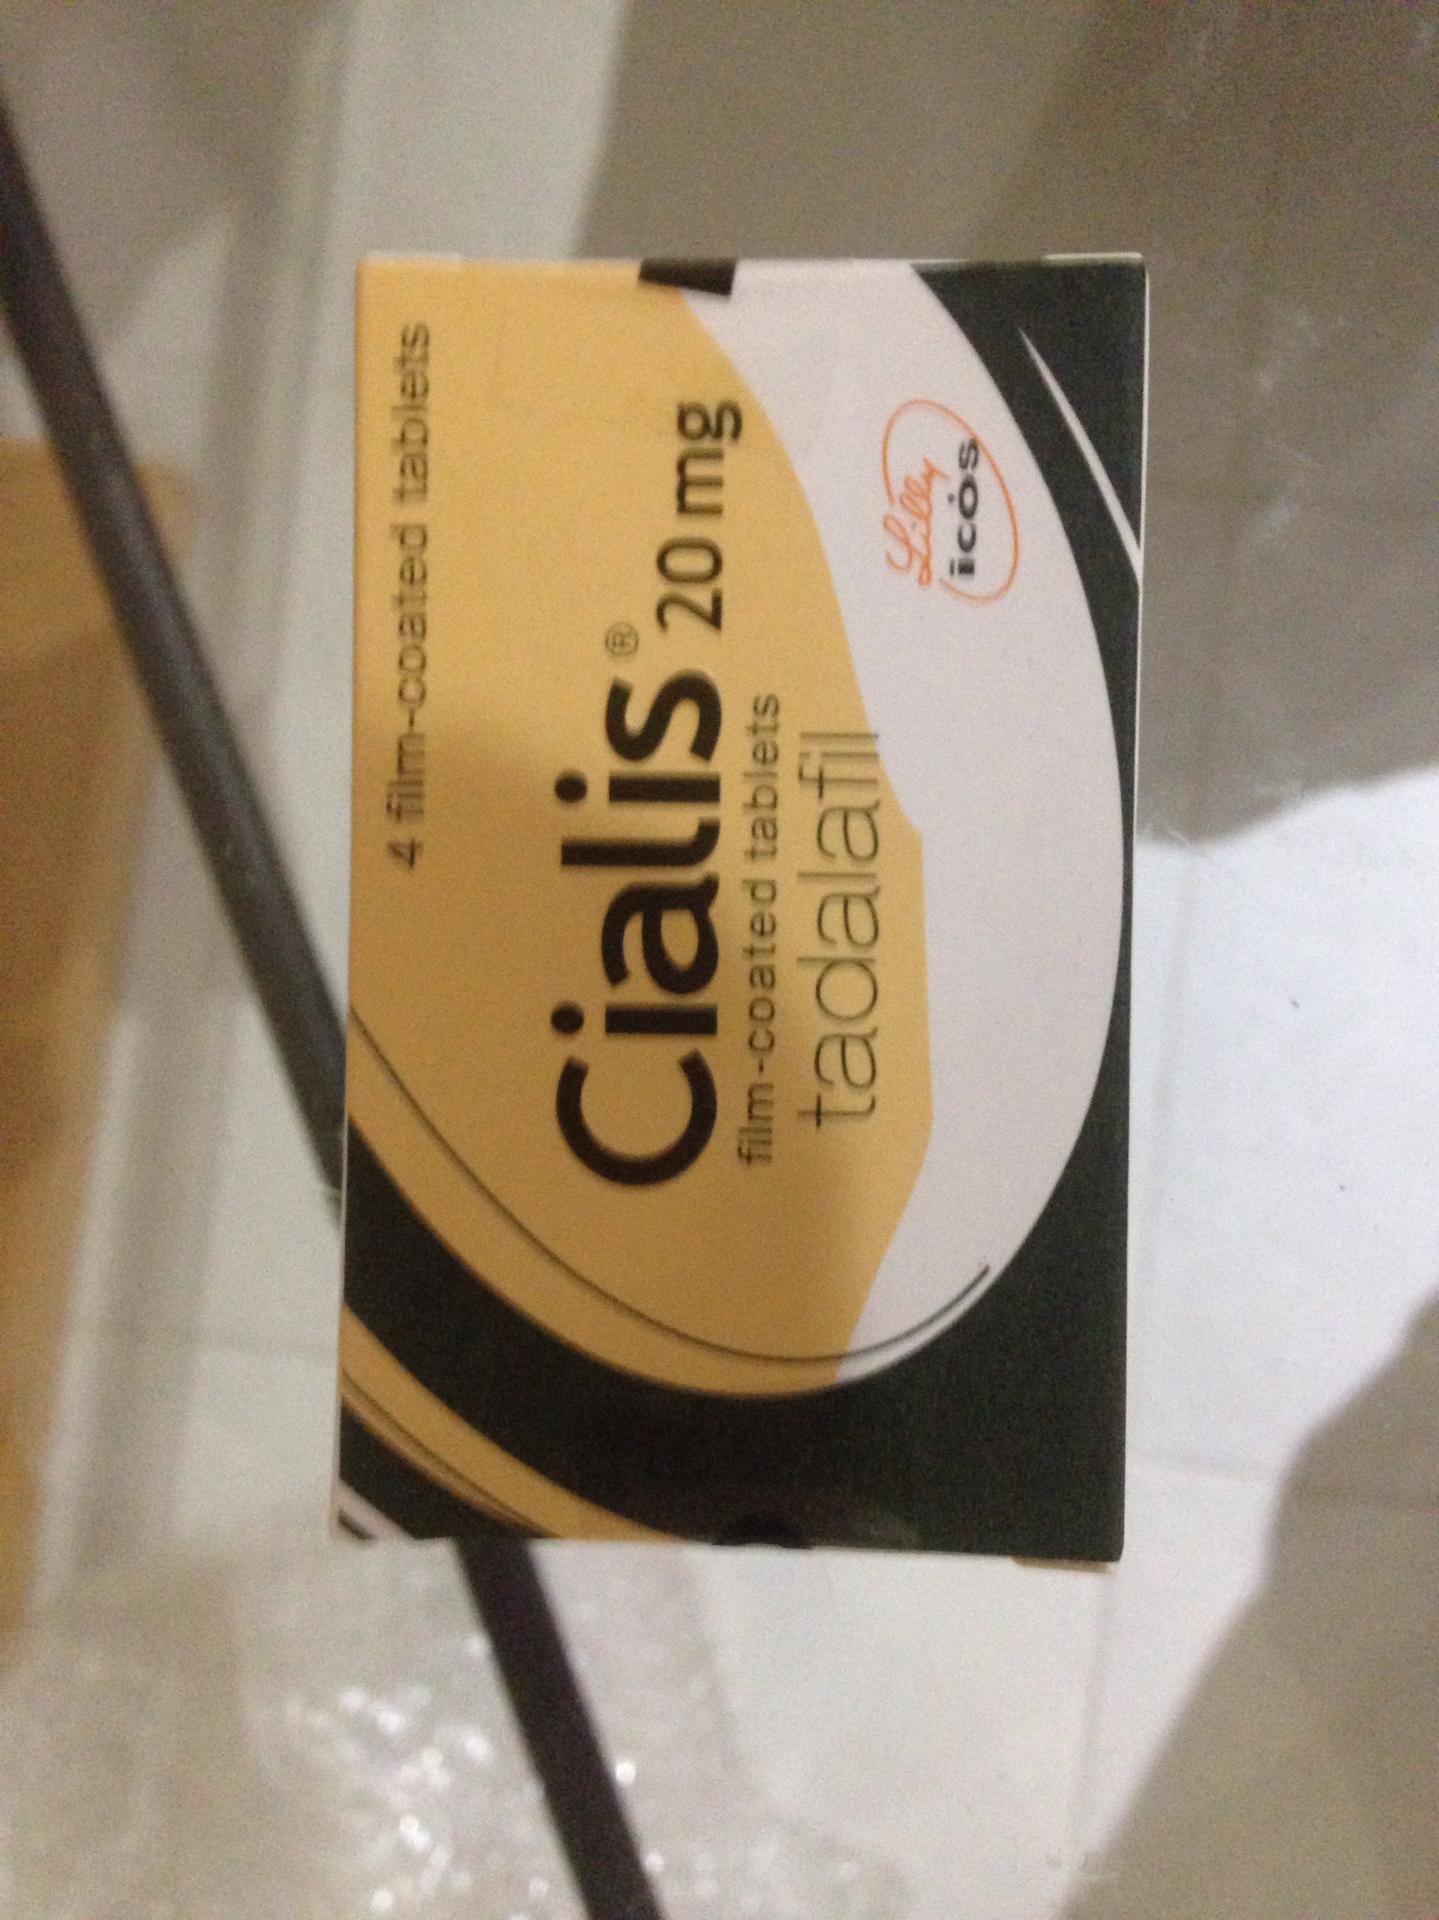 4 film-coated tablets
Cialis® 20 mg
film-coated tablets
tadalafil
Lilly
icos